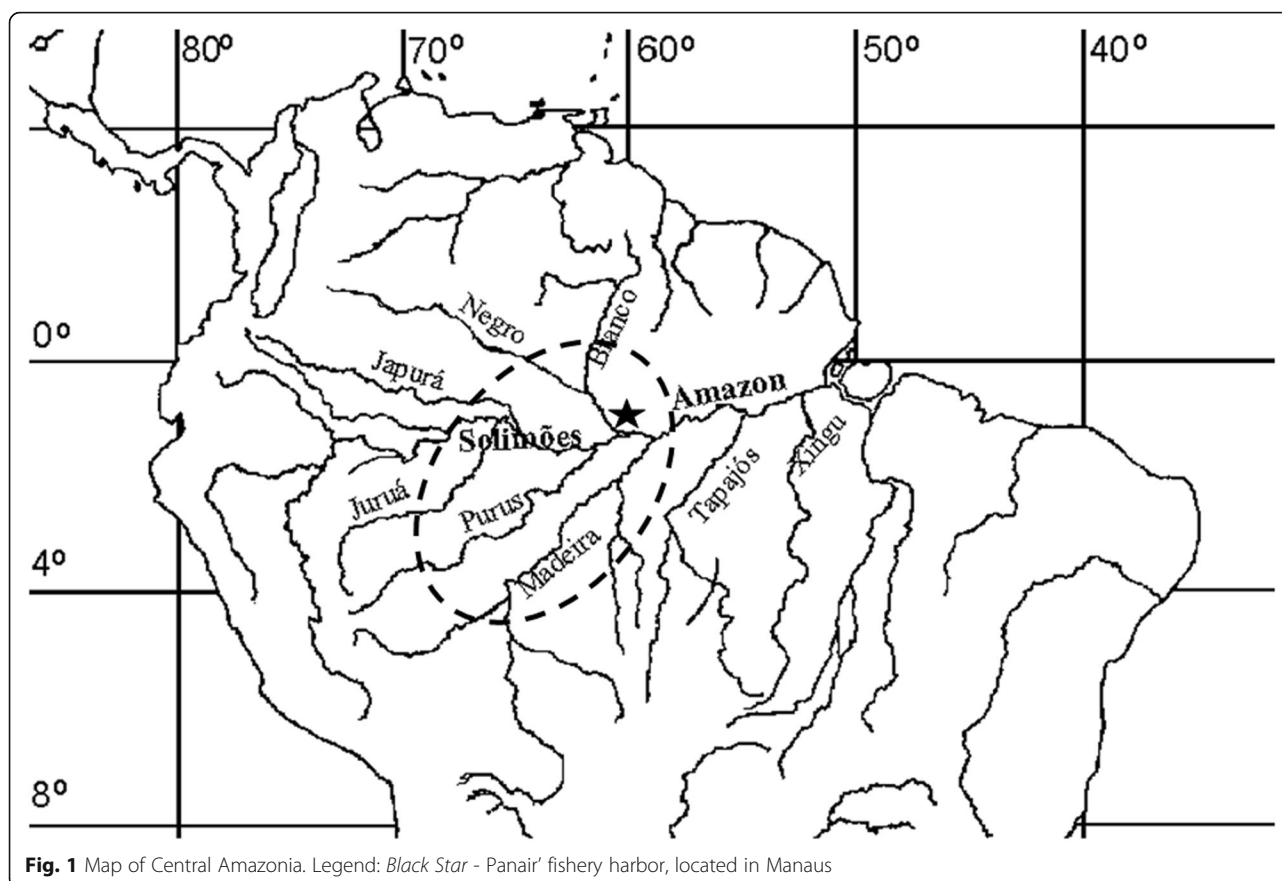 80º 70º 60º 50º 40º
0º
4º
8º
Negro
Blanco
Japurá
Amazon
Solimões
Juruá
Purus
Madeira
Tapajós
Xingu
Fig. 1 Map of Central Amazonia. Legend: Black Star - Panair’ fishery harbor, located in Manaus